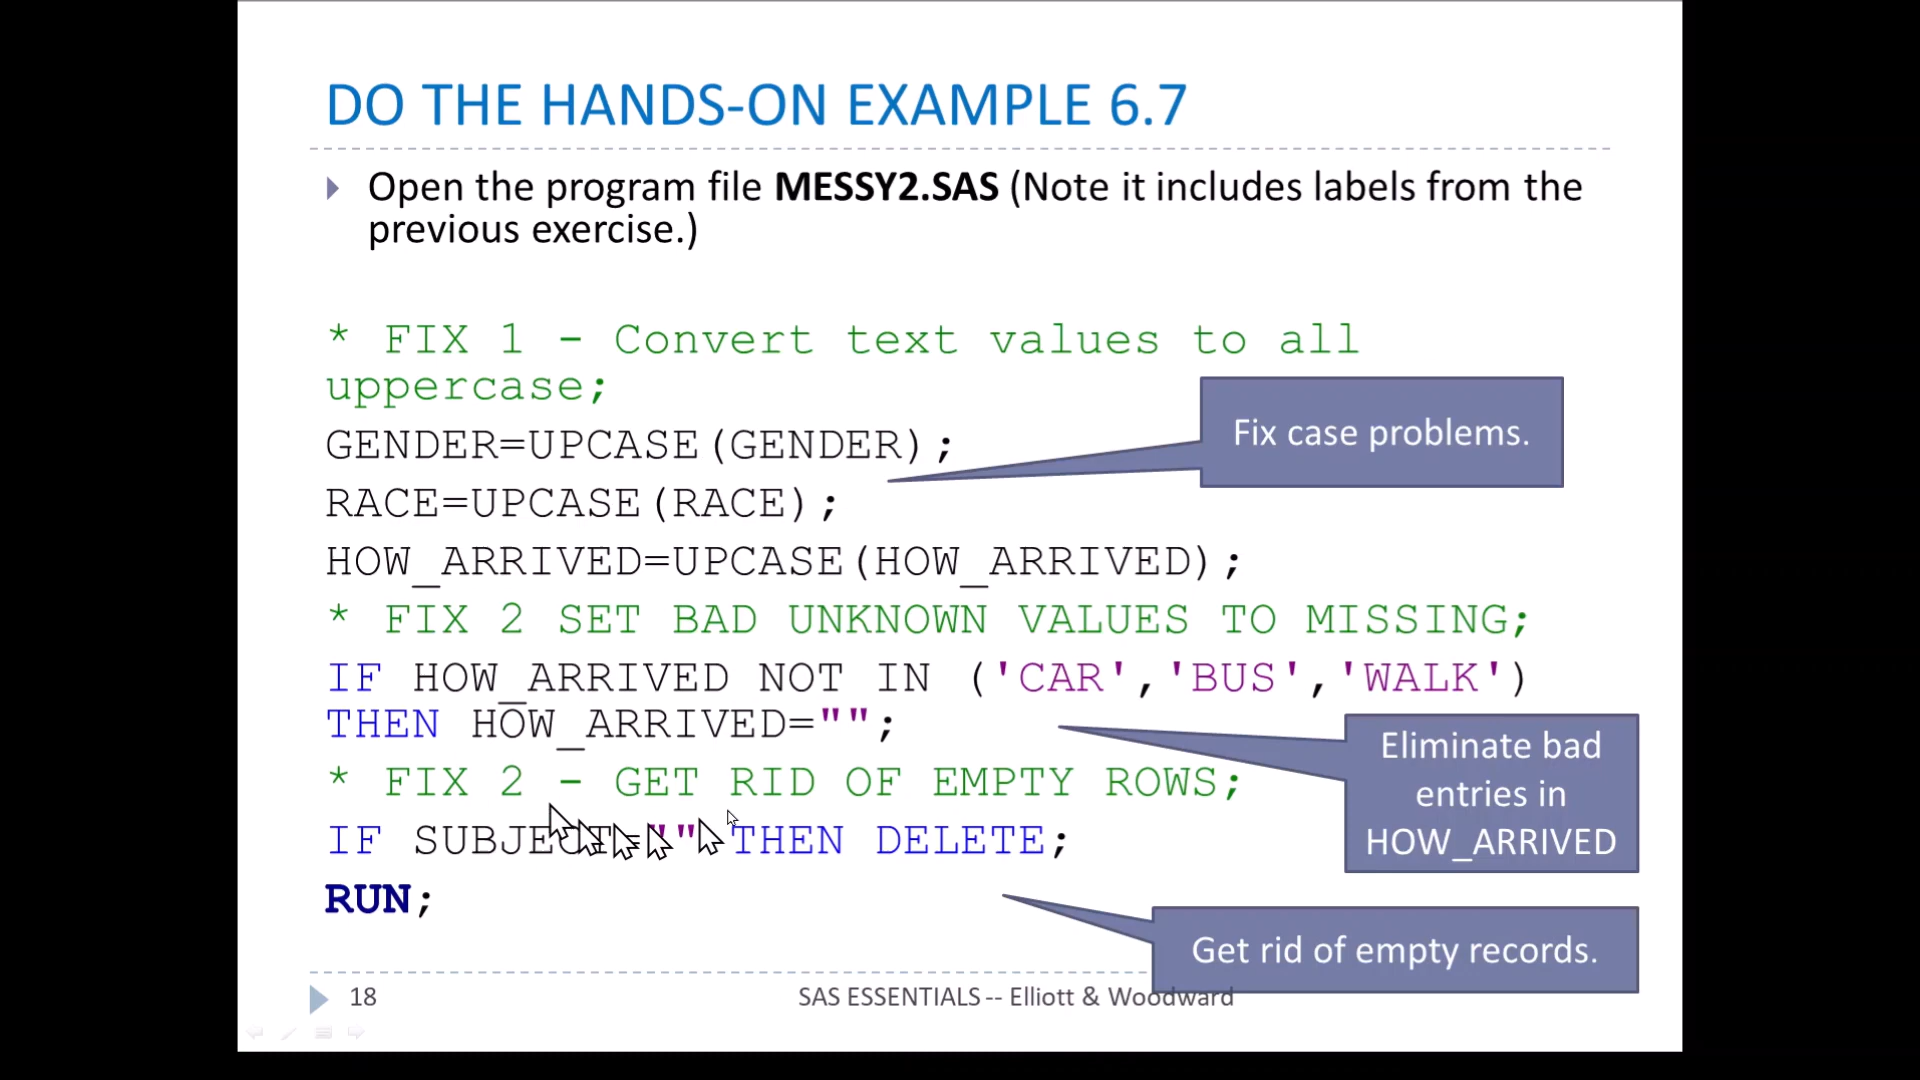 DO THE HANDS-ON EXAMPLE 6.7
Open the program file MESSY2.SAS (Note it includes labels from the
previous exercise.)
* FIX 1 - Convert text values to all
uppercase;
Fix case problems.
GENDER=UPCASE(GENDER);
RACE=UPCASE(RACE);
HOW_ARRIVED=UPCASE(HOW_ARRIVED);
* FIX 2 SET BAD UNKNOWN VALUES TO MISSING;
IF HOW_ARRIVED NOT IN ('CAR','BUS','WALK')
THEN HOW_ARRIVED="";
Eliminate bad
entries in
HOW_ARRIVED
* FIX 2 - GET RID OF EMPTY ROWS;
IF SUBJECT="" THEN DELETE;
RUN;
Get rid of empty records.
18
SAS ESSENTIALS -- Elliott & Woodward